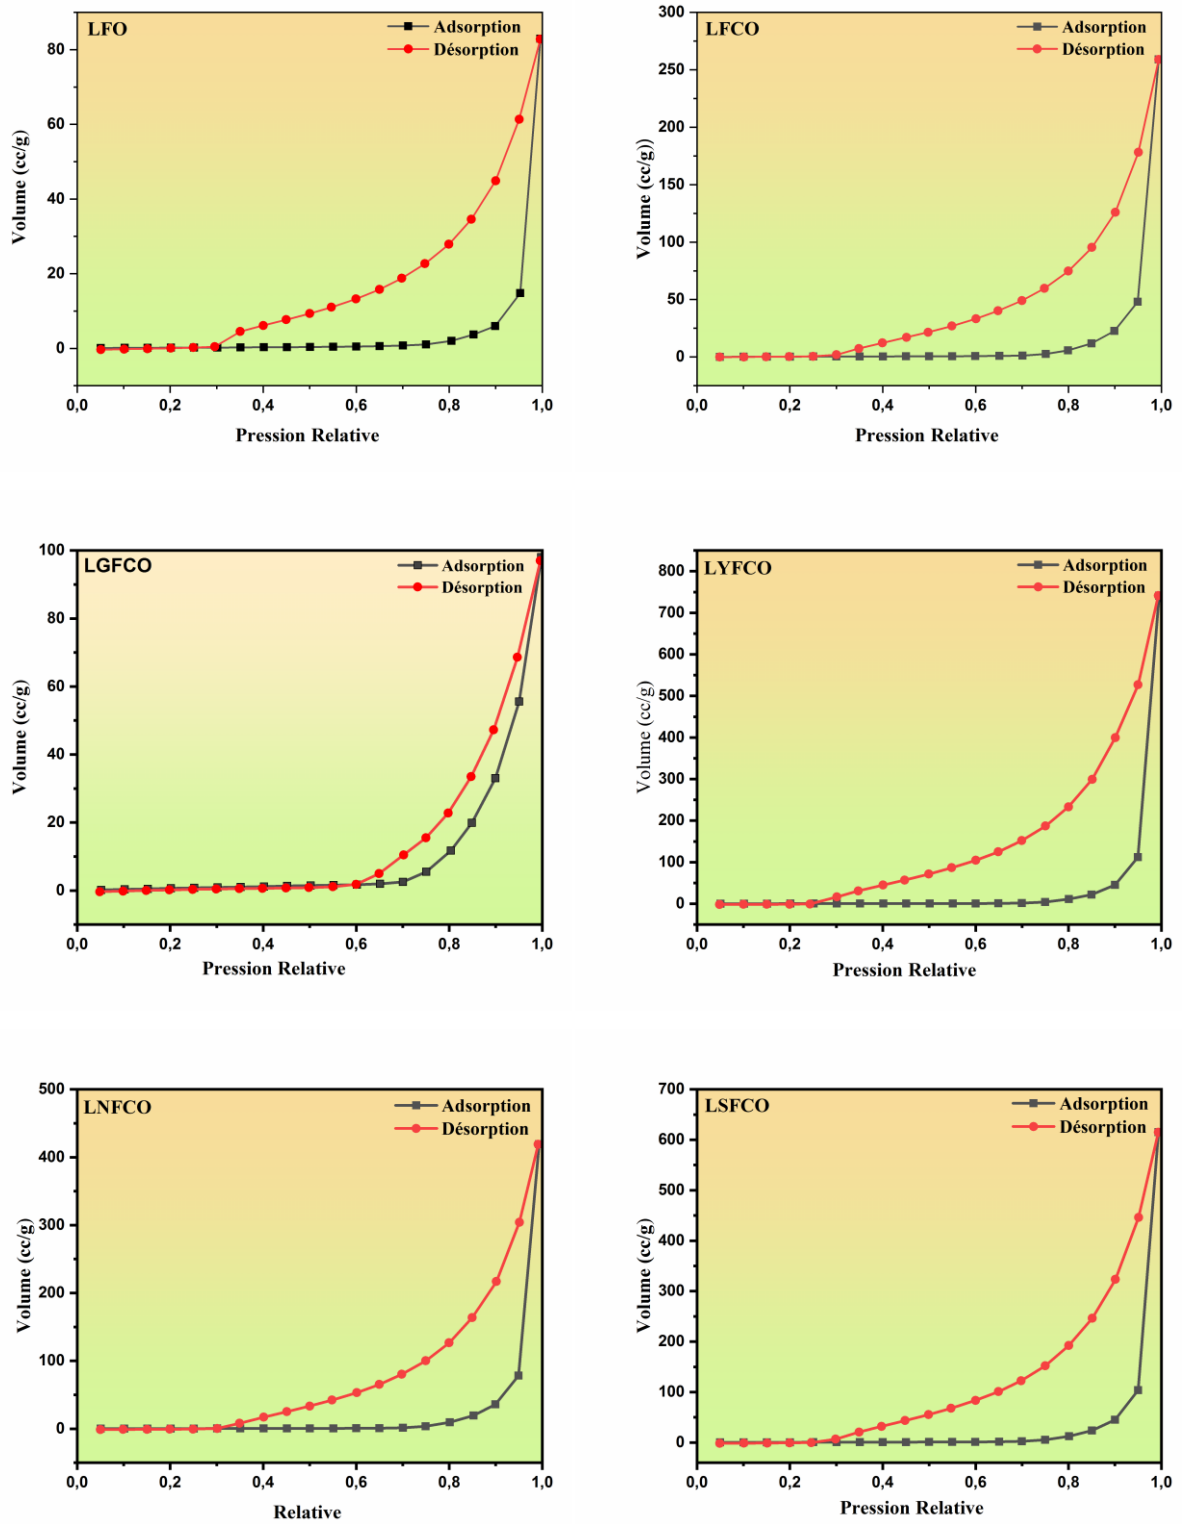 LFO
Adsorption
Désorption
80
60
40
20
0
Volume (cc/g)
0,0 0,2 0,4 0,6 0,8 1,0
Pression Relative
LFCO
Adsorption
Désorption
300
250
200
150
100
50
0
Volume (cc/g))
0,0 0,2 0,4 0,6 0,8 1,0
Pression Relative
LGFCO
Adsorption
Désorption
100
80
60
40
20
0
Volume (cc/g)
0,0 0,2 0,4 0,6 0,8 1,0
Pression Relative
LYFCO
Adsorption
Désorption
800
700
600
500
400
300
200
100
0
Volume (cc/g)
0,0 0,2 0,4 0,6 0,8 1,0
Pression Relative
LNFCO
Adsorption
Désorption
500
400
300
200
100
0
Volume (cc/g)
0,0 0,2 0,4 0,6 0,8 1,0
Relative
LSFCO
Adsorption
Désorption
700
600
500
400
300
200
100
0
Volume (cc/g)
0,0 0,2 0,4 0,6 0,8 1,0
Pression Relative